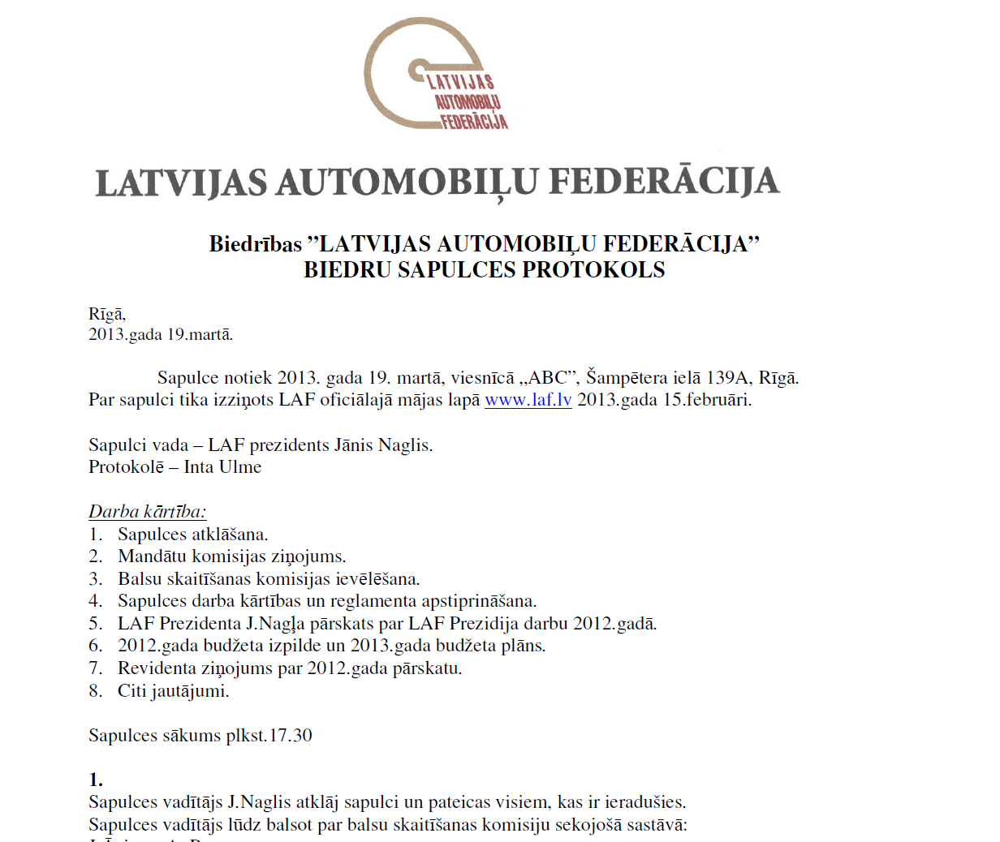 LATVIJAS
AUTOMOBIĻU
FEDERĀCIJA
LATVIJAS AUTOMOBIĻU FEDERĀCIJA
Biedrības ”LATVIJAS AUTOMOBIĻU FEDERĀCIJA”
BIEDRU SAPULCES PROTOKOLS
Rīgā,
2013.gada 19.martā.
Sapulce notiek 2013. gada 19. martā, viesnīcā „ABC”, Šampētera ielā 139A, Rīgā.
Par sapulci tika izziņots LAF oficiālajā mājas lapā www.laf.lv 2013.gada 15.februāri.
Sapulci vada – LAF prezidents Jānis Naglis.
Protokolē – Inta Ulme
Darba kārtība:
1. Sapulces atklāšana.
2. Mandātu komisijas ziņojums.
3. Balsu skaitīšanas komisijas ievēlēšana.
4. Sapulces darba kārtības un reglamenta apstiprināšana.
5. LAF Prezidenta J.Nagļa pārskats par LAF Prezidija darbu 2012.gadā.
6. 2012.gada budžeta izpilde un 2013.gada budžeta plāns.
7. Revidenta ziņojums par 2012.gada pārskatu.
8. Citi jautājumi.
Sapulces sākums plkst.17.30
1.
Sapulces vadītājs J.Naglis atklāj sapulci un pateicas visiem, kas ir ieradušies.
Sapulces vadītājs lūdz balsot par balsu skaitīšanas komisiju sekojošā sastāvā: